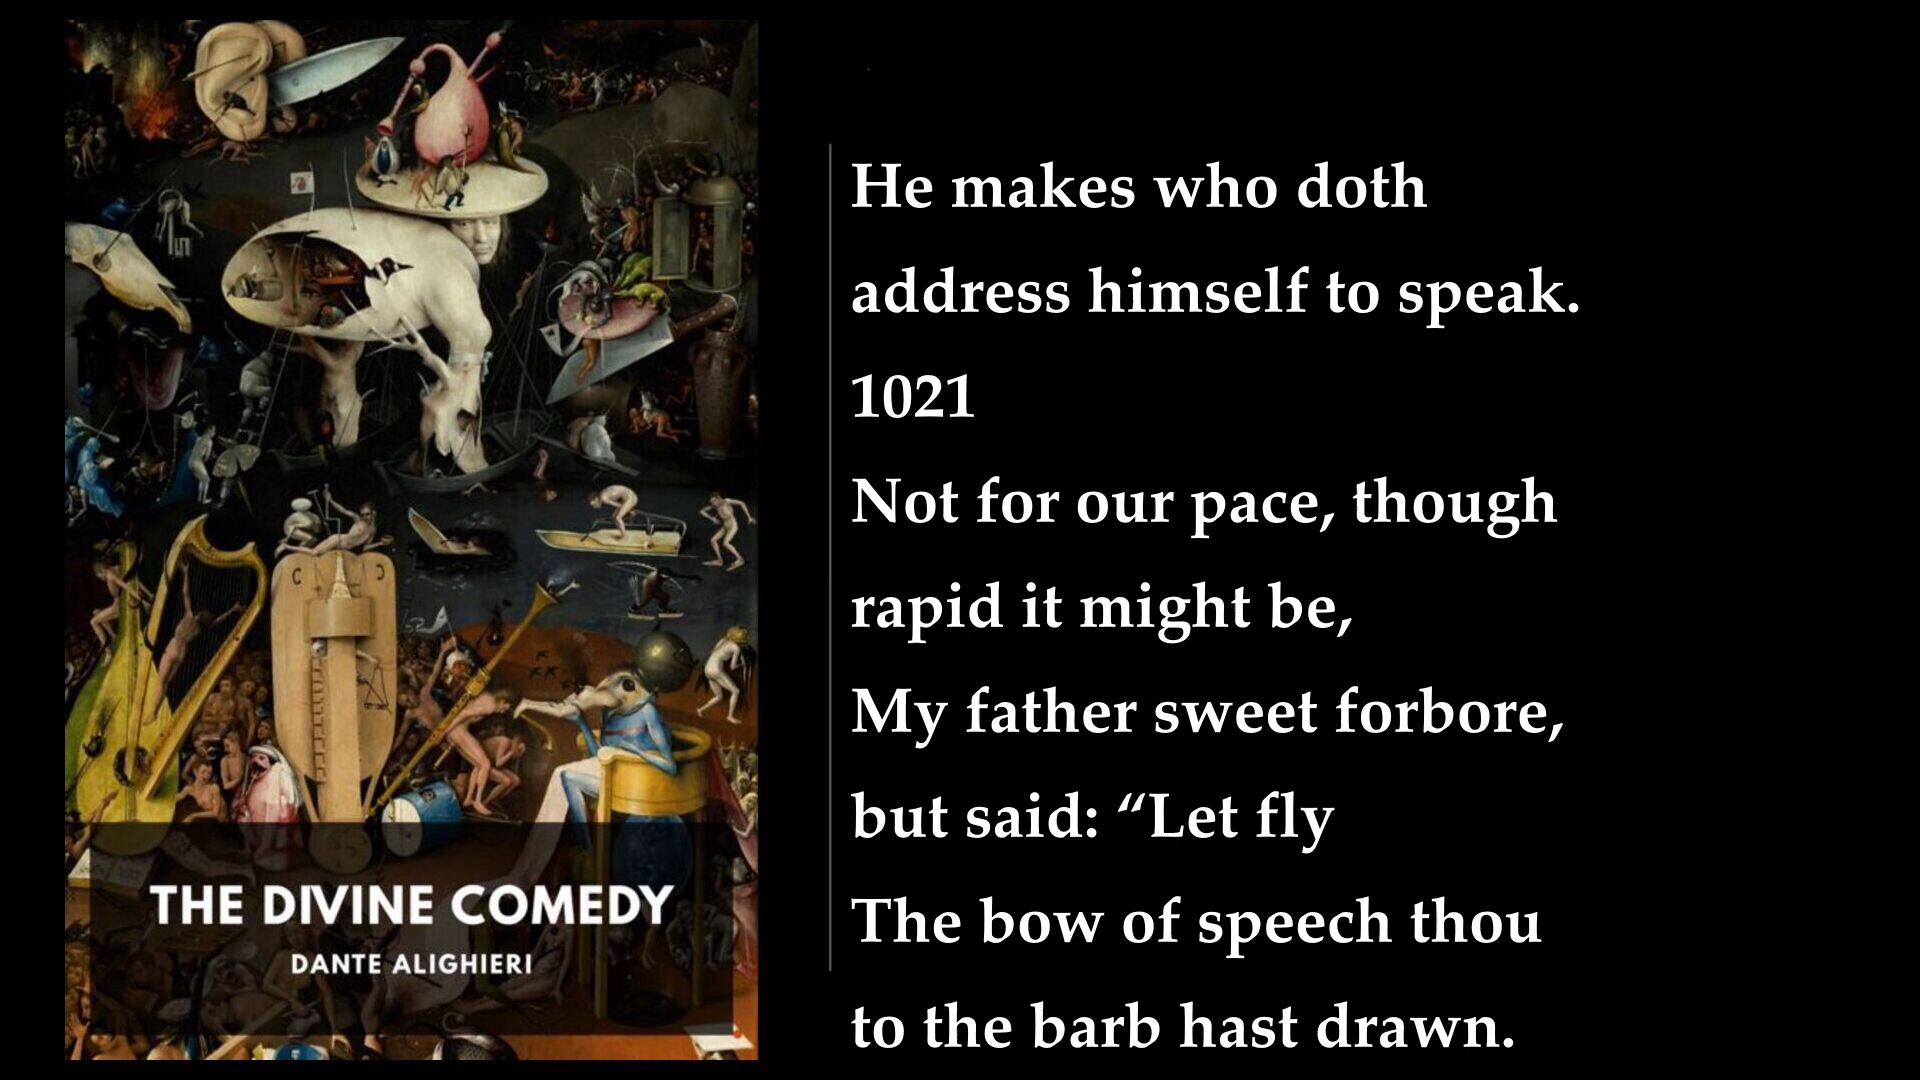 THE DIVINE COMEDY
DANTE ALIGHIERI
He makes who doth
address himself to speak.
1021
Not for our pace, though
rapid it might be,
My father sweet forbore,
but said: “Let fly
The bow of speech thou
to the barb hast drawn.